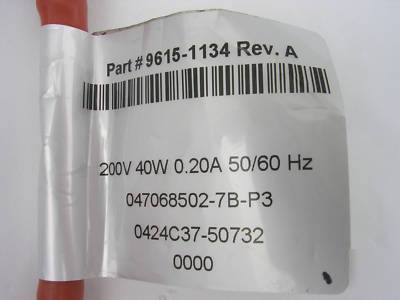 Part # 9615-1134 Rev. A
200V 40W 0.20A 50/60 Hz
047068502-7B-P3
0424C37-50732
0000